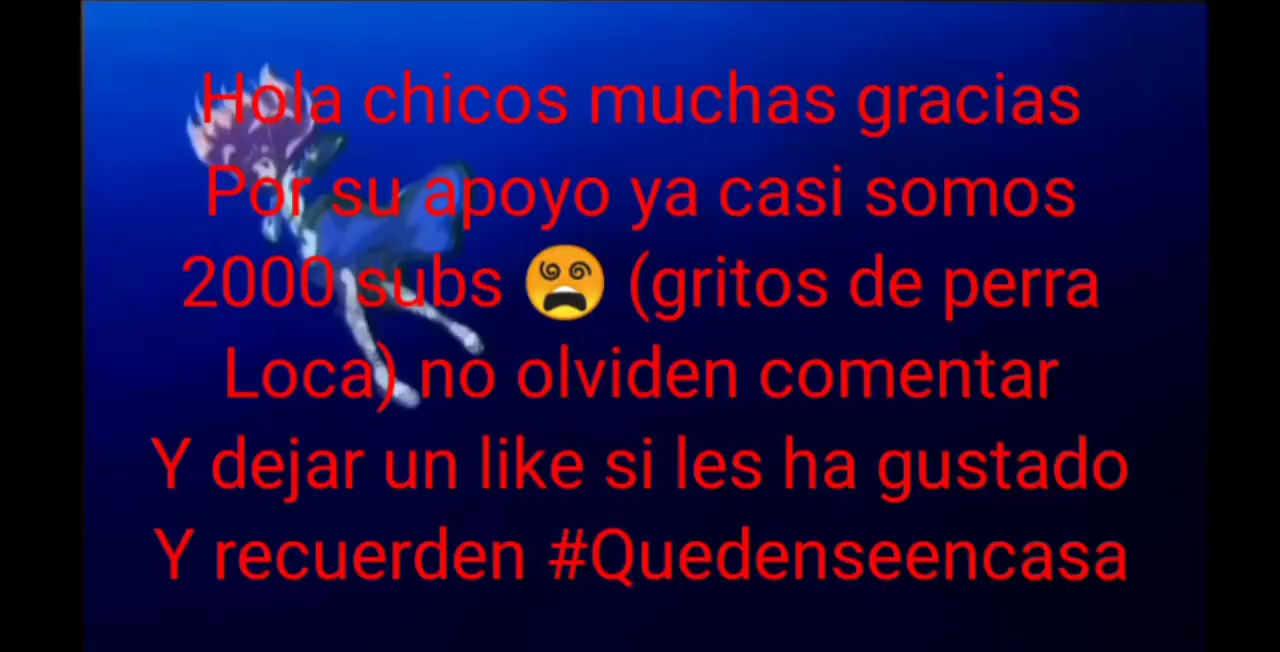 Hola chicos muchas gracias
Por su apoyo ya casi somos
2000 subs 😵 (gritos de perra
Loca) no olviden comentar
Y dejar un like si les ha gustado
Y recuerden #Quedenseencasa